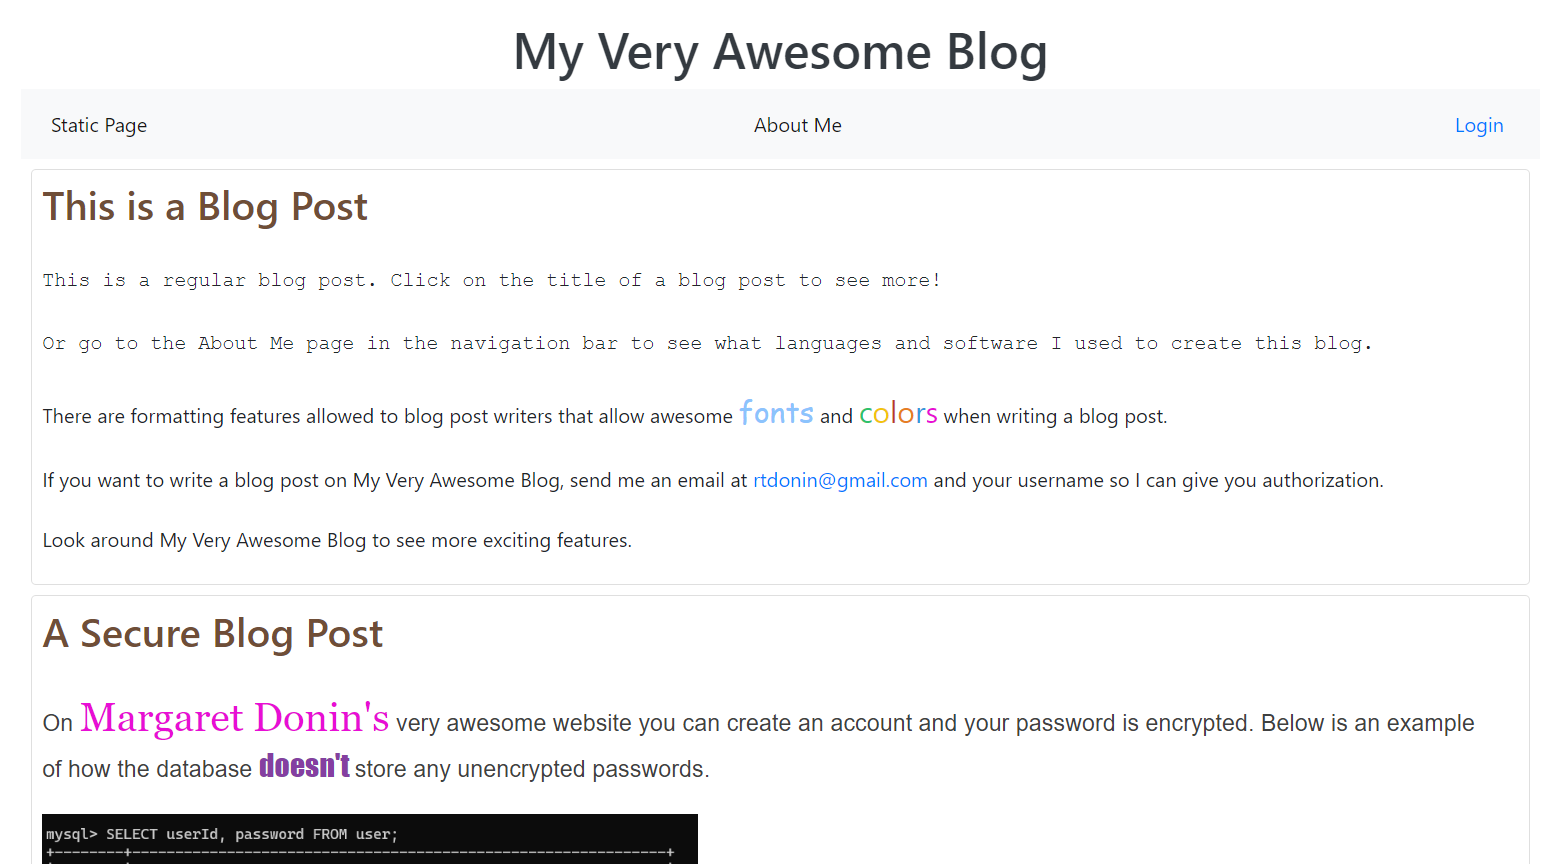 My Very Awesome Blog
Static Page
About Me
Login
This is a Blog Post
This is a regular blog post. Click on the title of a blog post to see more!
Or go to the About Me page in the navigation bar to see what languages and software I used to create this blog.
There are formatting features allowed to blog post writers that allow awesome fonts and colors when writing a blog post.
If you want to write a blog post on My Very Awesome Blog, send me an email at rtdonin@gmail.com and your username so I can give you authorization.
Look around My Very Awesome Blog to see more exciting features.
A Secure Blog Post
On Margaret Donin's very awesome website you can create an account and your password is encrypted. Below is an example
of how the database doesn't store any unencrypted passwords.
mysql> SELECT userId, password FROM user;